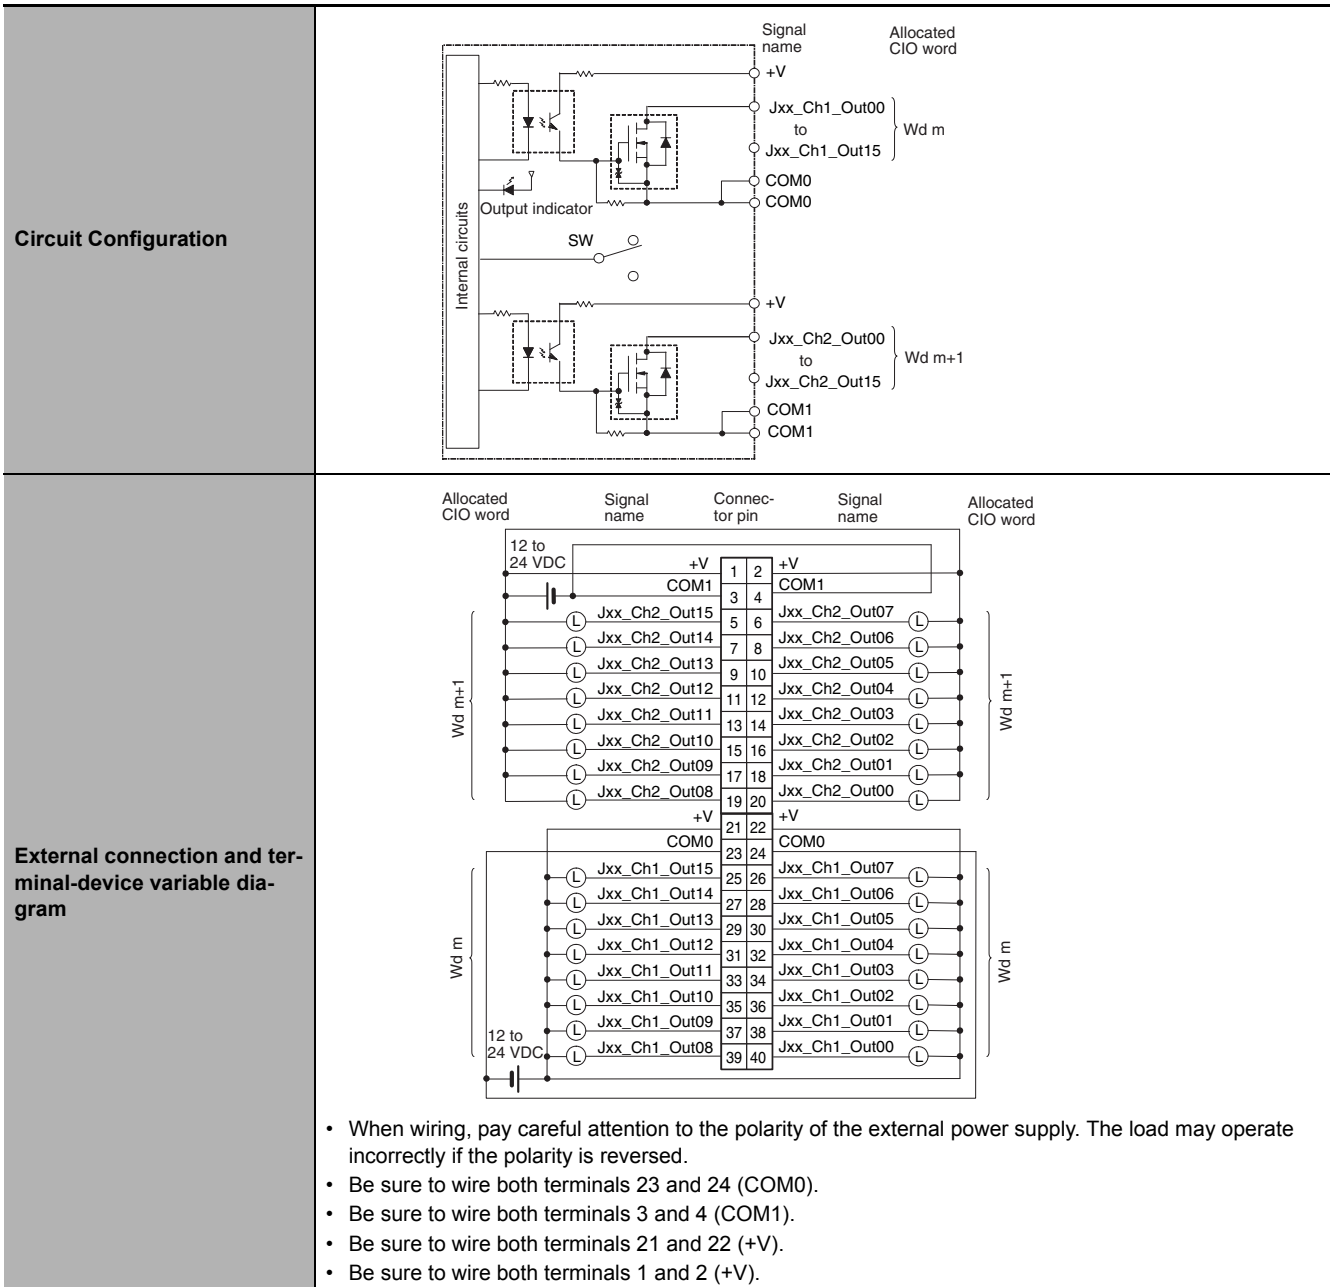 Circuit Configuration
Signal name
Allocated CIO word
+V
Jxx_Ch1_Out00
to
Jxx_Ch1_Out15
Wd m
COM0
COM0
Internal circuits
Output indicator
SW
+V
Jxx_Ch2_Out00
to
Jxx_Ch2_Out15
Wd m+1
COM1
COM1
External connection and ter-
minal-device variable dia-
gram
Allocated CIO word
Signal name
Connec-
tor pin
Signal name
Allocated CIO word
12 to
24 VDC
+V 1 2 +V
COM1 3 4 COM1
Jxx_Ch2_Out15 5 6 Jxx_Ch2_Out07
L L
Jxx_Ch2_Out14 7 8 Jxx_Ch2_Out06
L L
Jxx_Ch2_Out13 9 10 Jxx_Ch2_Out05
L L
Jxx_Ch2_Out12 11 12 Jxx_Ch2_Out04
L L
Jxx_Ch2_Out11 13 14 Jxx_Ch2_Out03
L L
Jxx_Ch2_Out10 15 16 Jxx_Ch2_Out02
L L
Jxx_Ch2_Out09 17 18 Jxx_Ch2_Out01
L L
Jxx_Ch2_Out08 19 20 Jxx_Ch2_Out00
L L
Wd m+1
Wd m+1
+V 21 22 +V
COM0 23 24 COM0
Jxx_Ch1_Out15 25 26 Jxx_Ch1_Out07
L L
Jxx_Ch1_Out14 27 28 Jxx_Ch1_Out06
L L
Jxx_Ch1_Out13 29 30 Jxx_Ch1_Out05
L L
Jxx_Ch1_Out12 31 32 Jxx_Ch1_Out04
L L
Jxx_Ch1_Out11 33 34 Jxx_Ch1_Out03
L L
Jxx_Ch1_Out10 35 36 Jxx_Ch1_Out02
L L
Jxx_Ch1_Out09 37 38 Jxx_Ch1_Out01
L L
Jxx_Ch1_Out08 39 40 Jxx_Ch1_Out00
L L
Wd m
Wd m
12 to
24 VDC
• When wiring, pay careful attention to the polarity of the external power supply. The load may operate
incorrectly if the polarity is reversed.
• Be sure to wire both terminals 23 and 24 (COM0).
• Be sure to wire both terminals 3 and 4 (COM1).
• Be sure to wire both terminals 21 and 22 (+V).
• Be sure to wire both terminals 1 and 2 (+V).